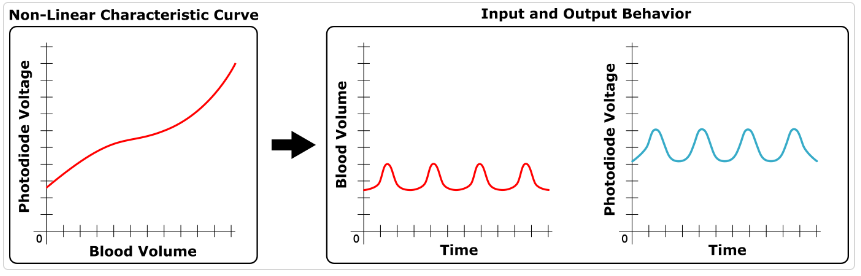 Non-Linear Characteristic Curve
Photodiode Voltage
0
Blood Volume
Input and Output Behavior
Blood Volume
0
Time
Photodiode Voltage
0
Time